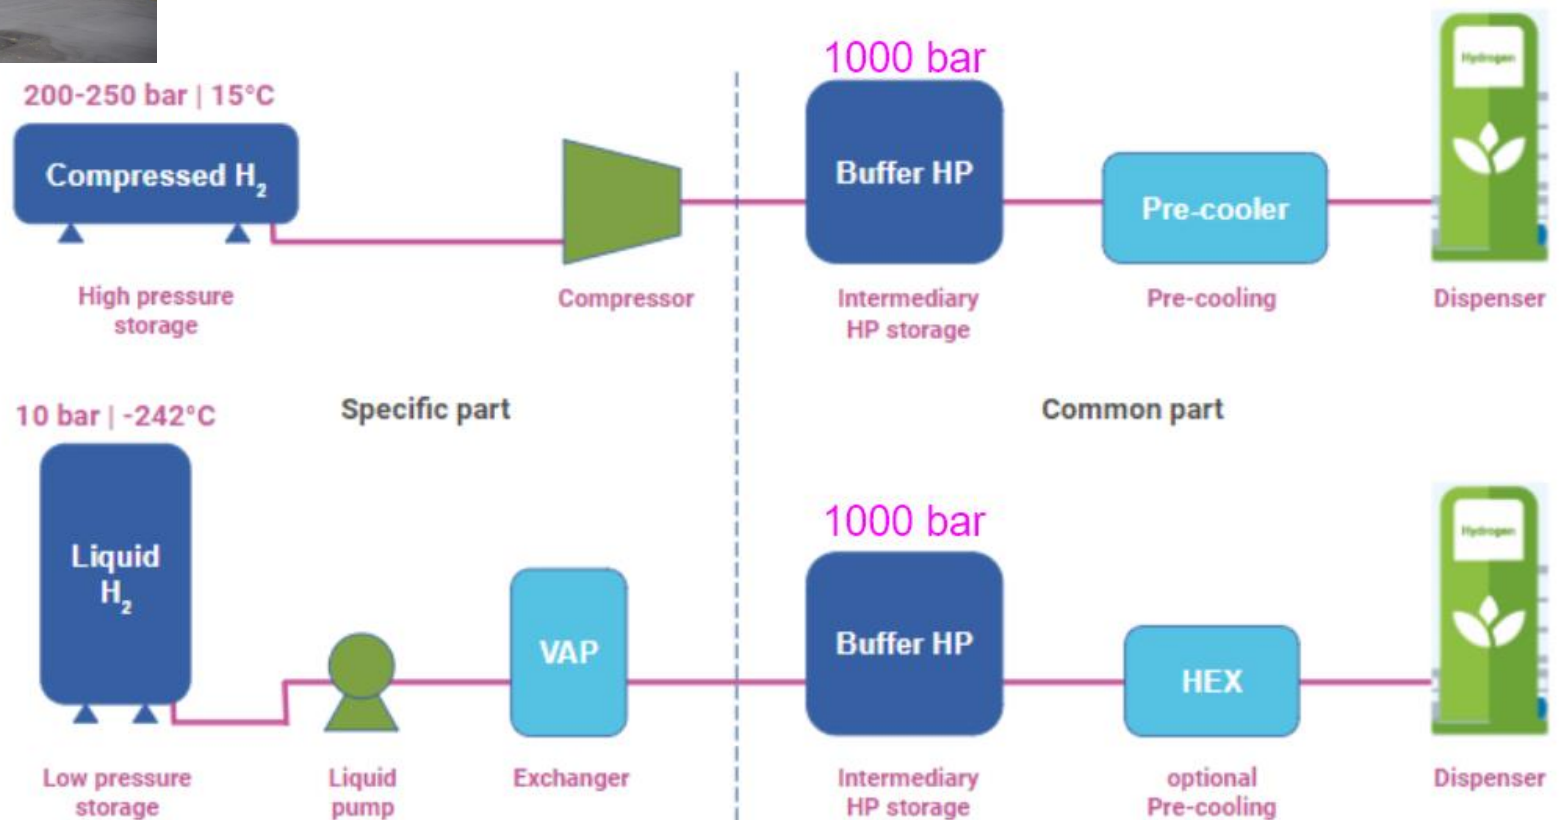 1000 bar
Hydrogen
200-250 bar | 15°C
Compressed H₂
Buffer HP
Pre-cooler
High pressure
storage
Compressor
Intermediary
HP storage
Pre-cooling
Dispenser
Specific part
Common part
10 bar | -242°C
1000 bar
Hydrogen
Liquid
H₂
VAP
Buffer HP
HEX
Low pressure
storage
Liquid
pump
Exchanger
Intermediary
HP storage
optional
Pre-cooling
Dispenser